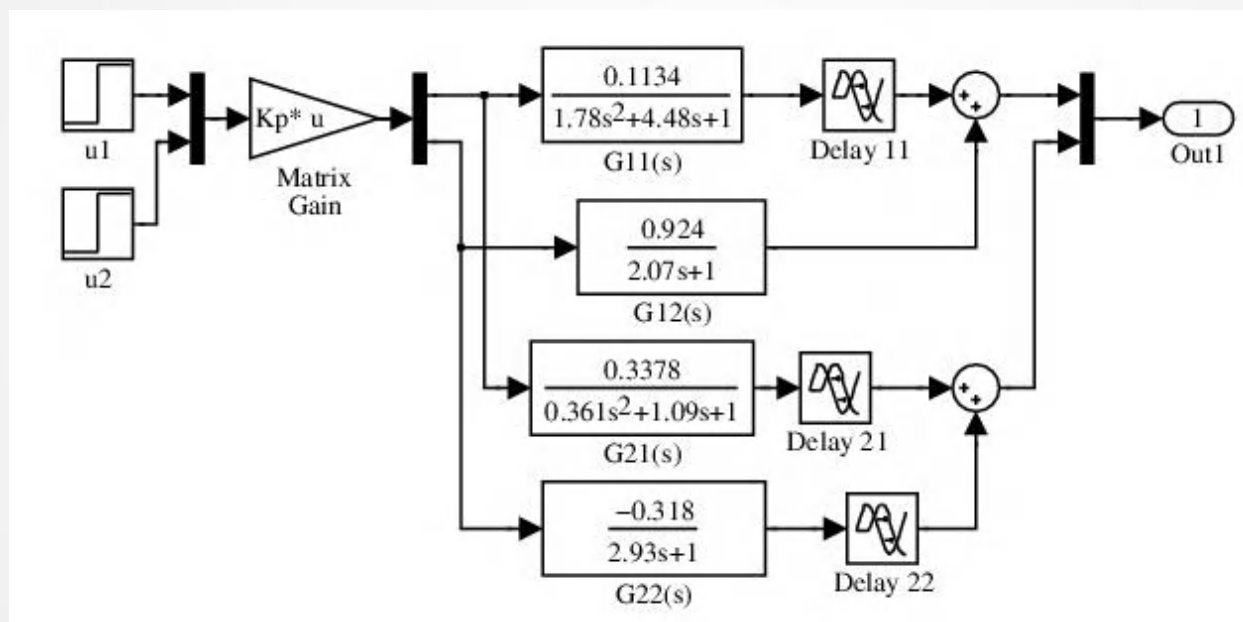 u1
u2
Kp* u
Matrix
Gain
0.1134
1.78s²+4.48s+1
G11(s)
Delay 11
0.924
2.07s+1
G12(s)
0.3378
0.361s²+1.09s+1
G21(s)
Delay 21
−0.318
2.93s+1
G22(s)
Delay 22
+
+
+
+
1
Out1